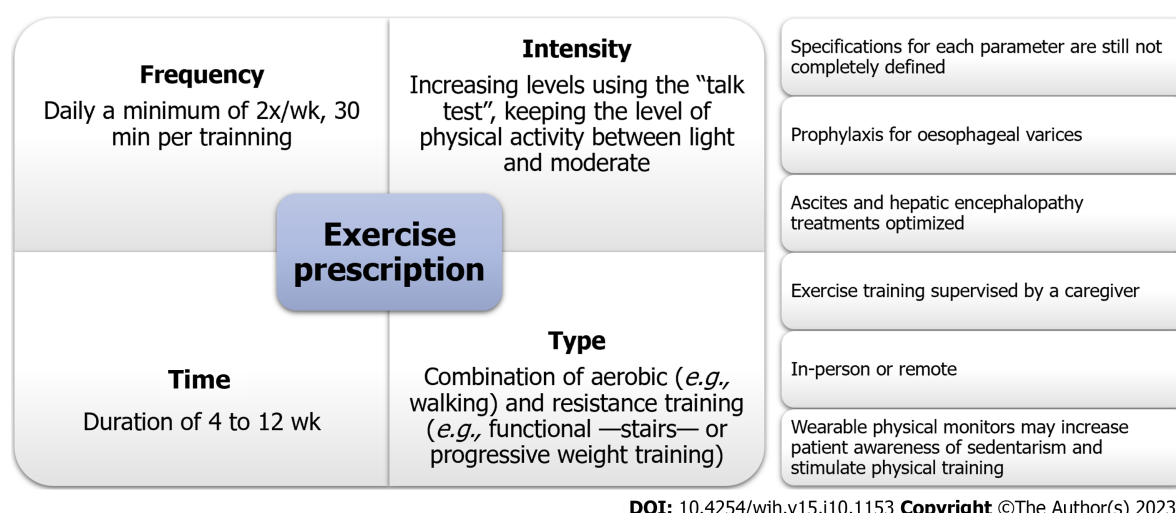 Frequency
Daily a minimum of 2x/wk, 30
min per trainning
Intensity
Increasing levels using the “talk
test”, keeping the level of
physical activity between light
and moderate
Exercise
prescription
Time
Duration of 4 to 12 wk
Type
Combination of aerobic (e.g.,
walking) and resistance training
(e.g., functional —stairs— or
progressive weight training)
Specifications for each parameter are still not
completely defined
Prophylaxis for oesophageal varices
Ascites and hepatic encephalopathy
treatments optimized
Exercise training supervised by a caregiver
In-person or remote
Wearable physical monitors may increase
patient awareness of sedentarism and
stimulate physical training
DOI: 10.4254/wjh.v15.i10.1153 Copyright ©The Author(s) 2023